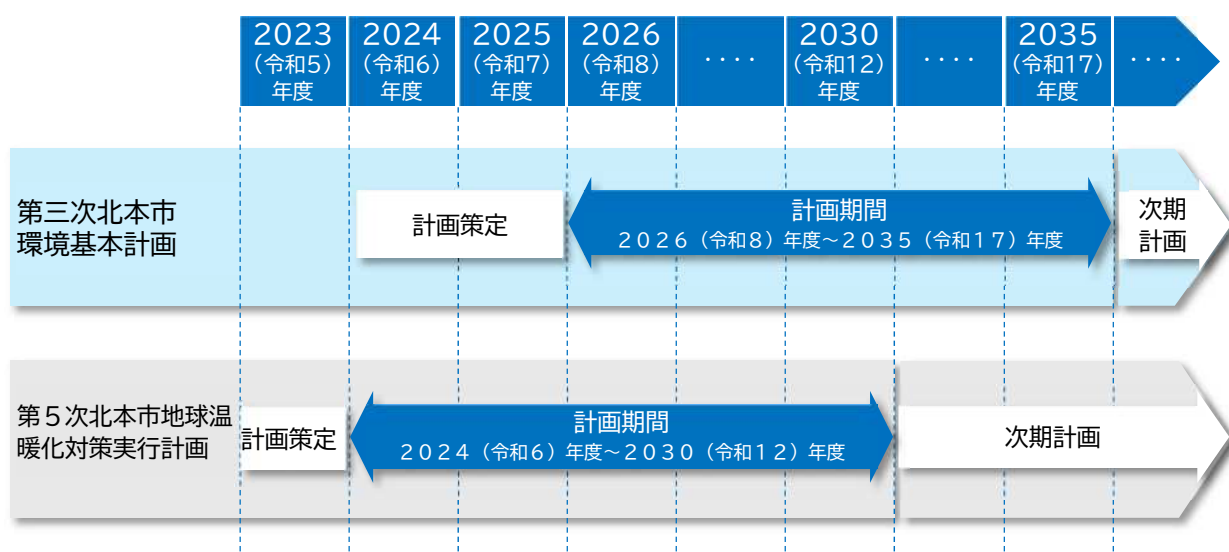 2023
（令和5）
年度
2024
（令和6）
年度
2025
（令和7）
年度
2026
（令和8）
年度
････
2030
（令和12）
年度
････
2035
（令和17）
年度
････
第三次北本市
環境基本計画
計画策定
計画期間
２０２６（令和８）年度～２０３５（令和１７）年度
次期
計画
第５次北本市地球温
暖化対策実行計画
計画策定
計画期間
２０２４（令和６）年度～２０３０（令和１２）年度
次期計画